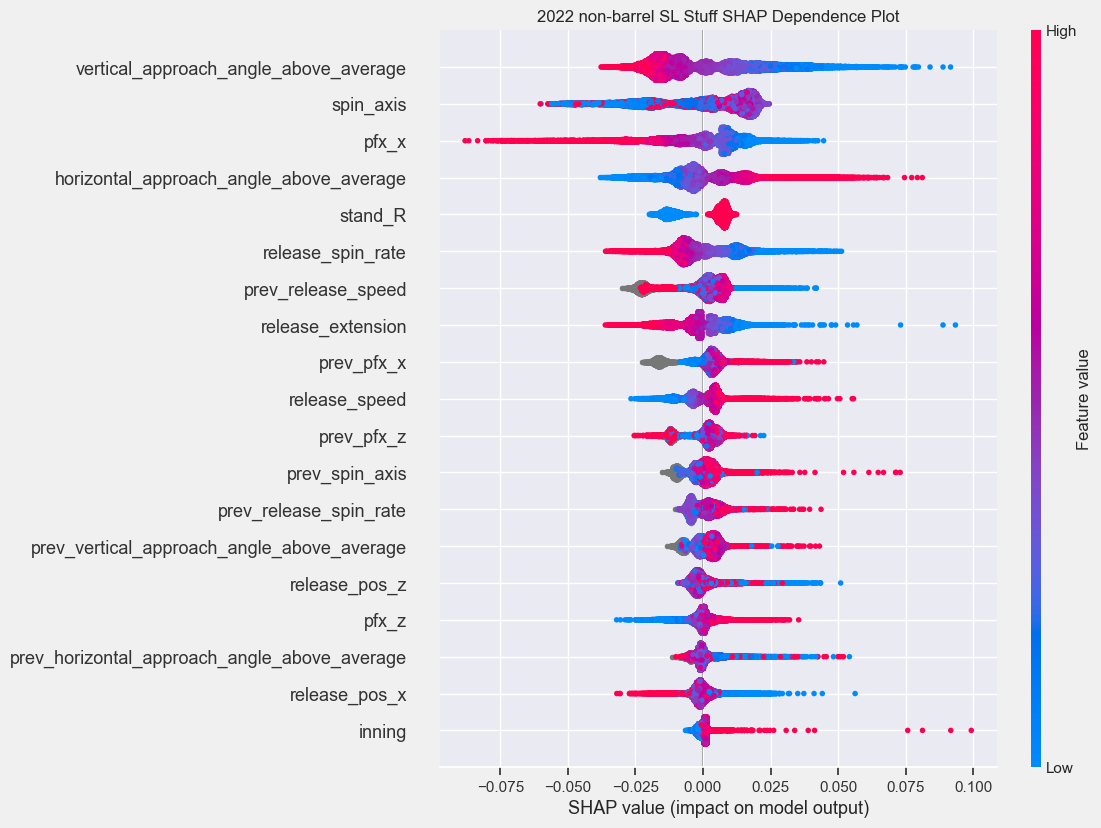 2022 non-barrel SL Stuff SHAP Dependence Plot
High
vertical_approach_angle_above_average
spin_axis
pfx_x
horizontal_approach_angle_above_average
stand_R
release_spin_rate
prev_release_speed
release_extension
prev_pfx_x
release_speed
prev_pfx_z
prev_spin_axis
prev_release_spin_rate
prev_vertical_approach_angle_above_average
release_pos_z
pfx_z
prev_horizontal_approach_angle_above_average
release_pos_x
inning
Feature value
Low
−0.075 −0.050 −0.025 0.000 0.025 0.050 0.075 0.100
SHAP value (impact on model output)